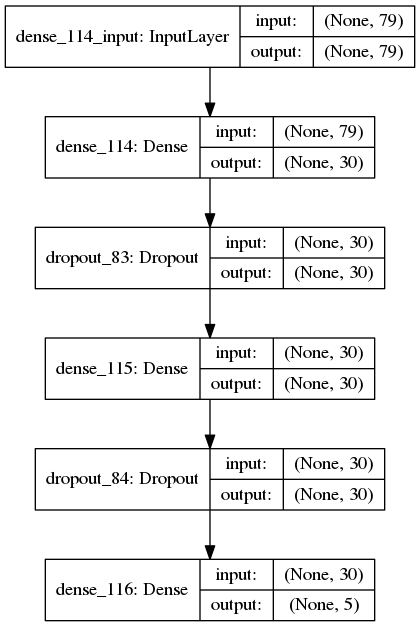 dense_114_input: InputLayer
input: (None, 79)
output: (None, 79)
dense_114: Dense
input: (None, 79)
output: (None, 30)
dropout_83: Dropout
input: (None, 30)
output: (None, 30)
dense_115: Dense
input: (None, 30)
output: (None, 30)
dropout_84: Dropout
input: (None, 30)
output: (None, 30)
dense_116: Dense
input: (None, 30)
output: (None, 5)